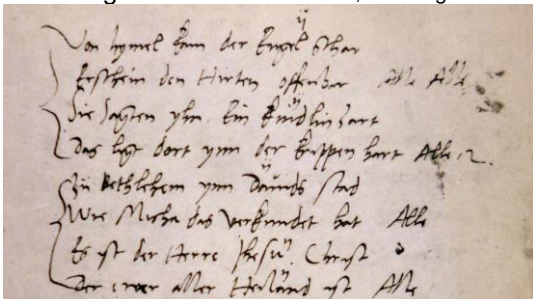 Von hymel kam der Engel schar
Erschein den Hirten offenbar Alle Alle
Sie sagten yhn Ein kindlin zart
Das ligt dort ynn der krippen hart Alle
Zu Bethlehem ynn Dauids stad
Wie Micha das verkundet hat Alle
Es ist der Herre Jhesus Christ
Der ewer aller Heiland ist Alle